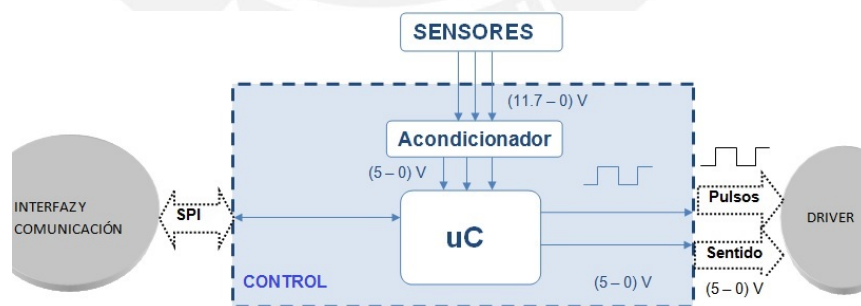 SENSORES
(11.7 – 0) V
Acondicionador
(5 – 0) V
INTERFAZ Y
COMUNICACIÓN
SPI
uC
Pulsos
DRIVER
Sentido
CONTROL
(5 – 0) V
(5 – 0) V